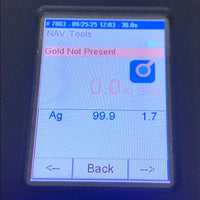 # 7803 - 09/25/25 12:03 - 30.0s
NAV Tools
Gold Not Present
0.0 Kt Gold
Ag 99.9 1.7
<-- Back -->